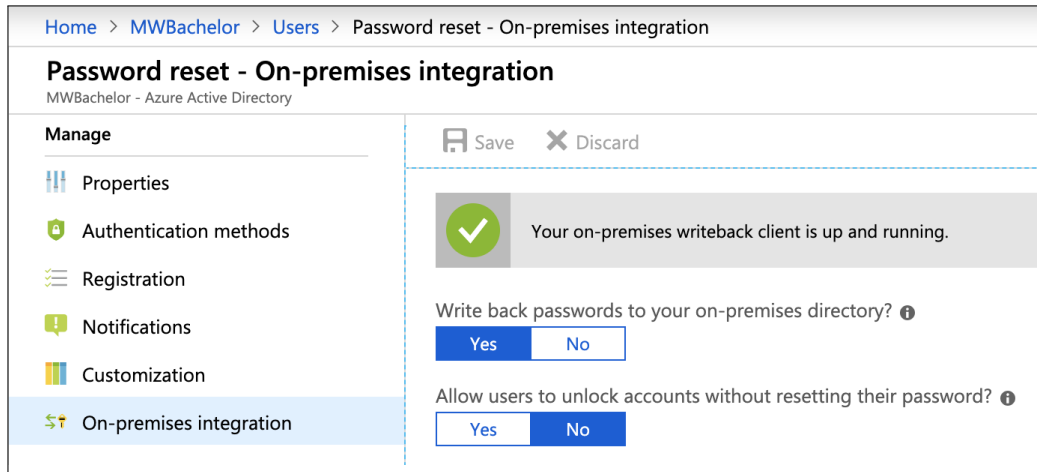 Home > MWBachelor > Users > Password reset - On-premises integration
Password reset - On-premises integration
MWBachelor - Azure Active Directory
Manage
Properties
Authentication methods
Registration
Notifications
Customization
On-premises integration
Save Discard
Your on-premises writeback client is up and running.
Write back passwords to your on-premises directory?
Yes No
Allow users to unlock accounts without resetting their password?
Yes No